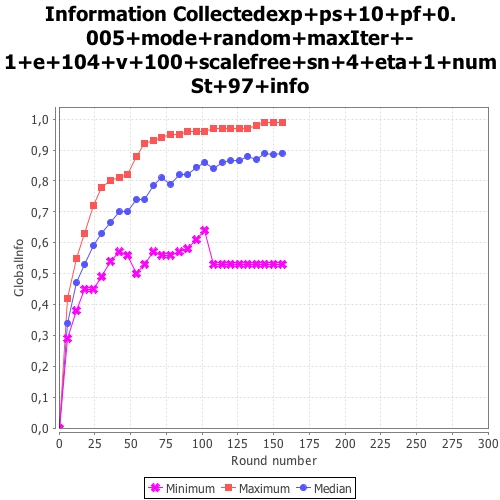 Information Collectedexp+ps+10+pf+0.
005+mode+random+maxIter+-
1+e+104+v+100+scalefree+sn+4+eta+1+num
St+97+info
GlobalInfo
1,0
0,9
0,8
0,7
0,6
0,5
0,4
0,3
0,2
0,1
0,0
0 25 50 75 100 125 150 175 200 225 250 275 300
Round number
Minimum Maximum Median